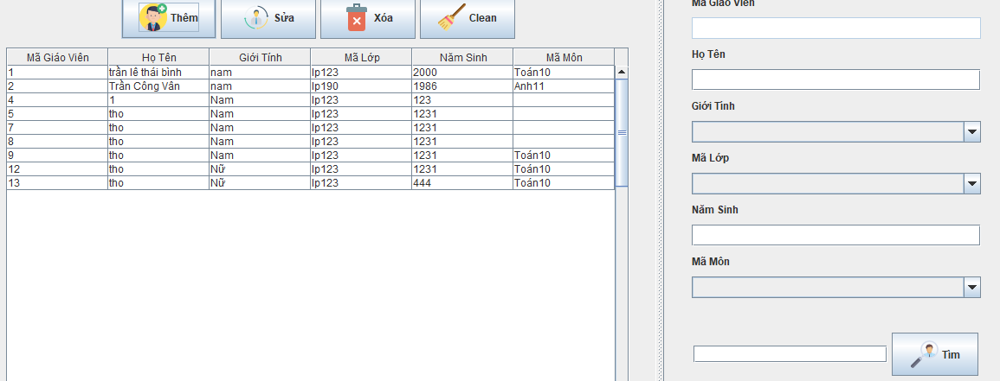 Thêm Sửa Xóa Clean
Mã Giáo Viên Họ Tên Giới Tính Mã Lớp Năm Sinh Mã Môn
1 trần lê thái bình nam lp123 2000 Toán10
2 Trần Công Vân nam lp190 1986 Anh11
4 1 Nam lp123 123
5 tho Nam lp123 1231
7 tho Nam lp123 1231
8 tho Nam lp123 1231
9 tho Nam lp123 1231 Toán10
12 tho Nữ lp123 1231 Toán10
13 tho Nữ lp123 444 Toán10
Mã Giáo Viên
Họ Tên
Giới Tính
Mã Lớp
Năm Sinh
Mã Môn
Tìm